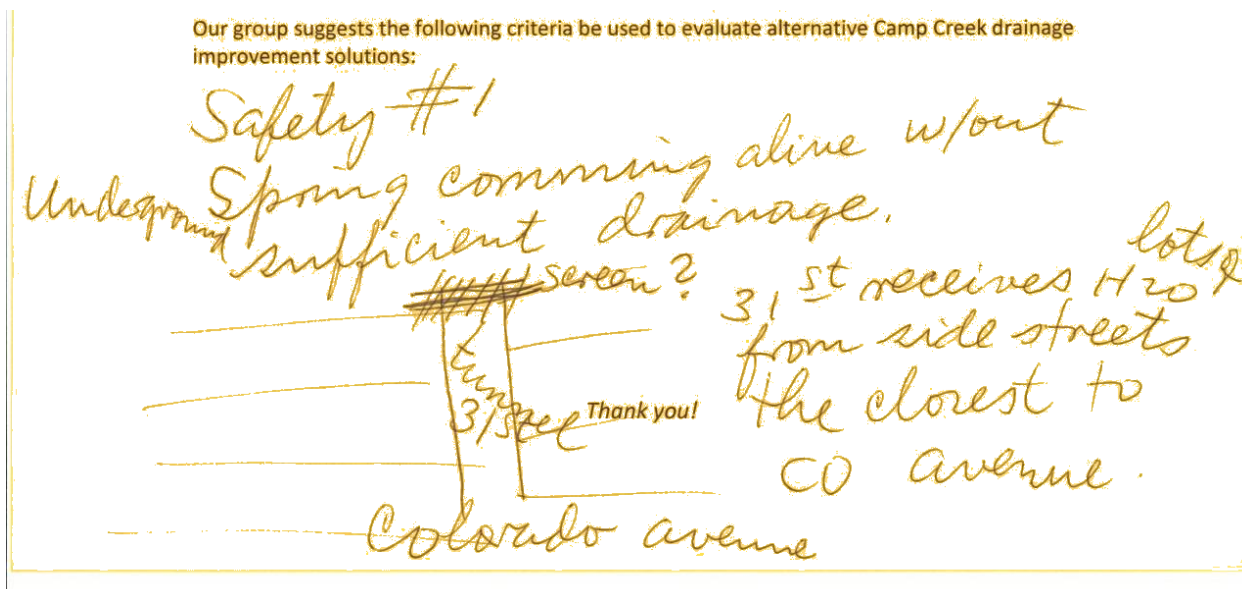 Our group suggests the following criteria be used to evaluate alternative Camp Creek drainage
improvement solutions:
Safety #1
Underground Spring comming alive w/out
sufficient drainage.
screen?
lots of
31st receives H2O
from side streets
the closest to
CO avenue.
tunnel
31st
Thank you!
Colorado avenue